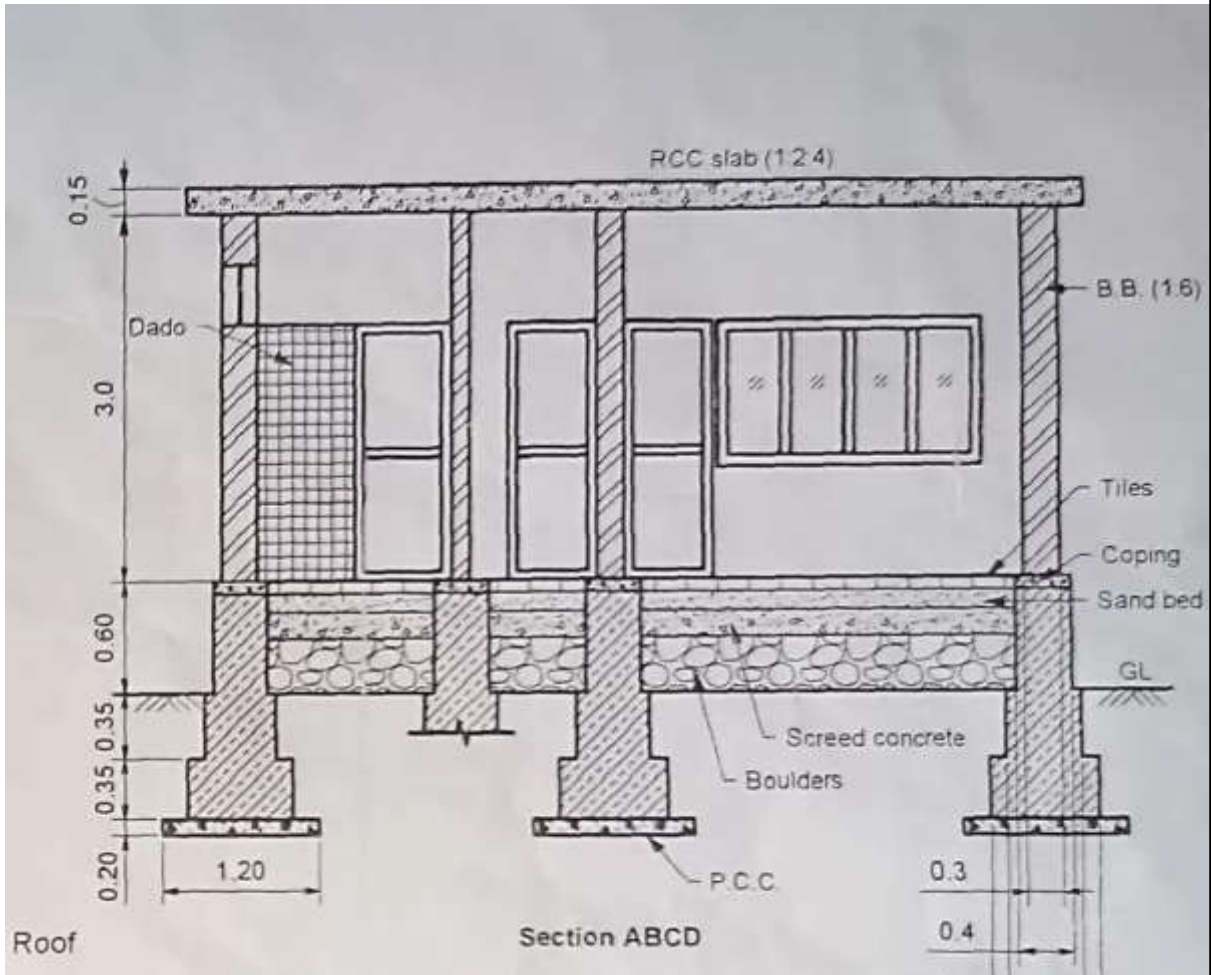 RCC slab (1:2:4)
0.15
B.B. (1:6)
Dado
3.0
Tiles
Coping
Sand bed
0.60
GL
0.35
Screed concrete
Boulders
0.35
0.20
1.20
P.C.C.
0.3
0.4
Roof
Section ABCD